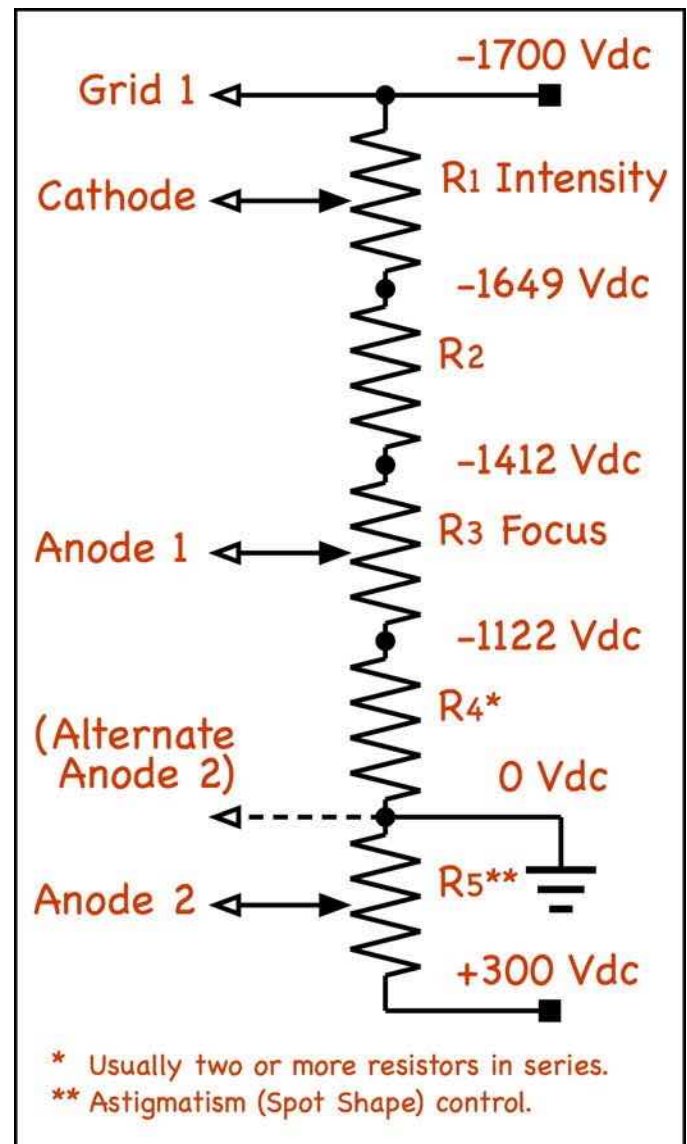 -1700 Vdc
Grid 1
R1 Intensity
Cathode
-1649 Vdc
R2
-1412 Vdc
R3 Focus
Anode 1
-1122 Vdc
R4*
(Alternate
Anode 2)
0 Vdc
R5**
Anode 2
+300 Vdc
* Usually two or more resistors in series.
** Astigmatism (Spot Shape) control.